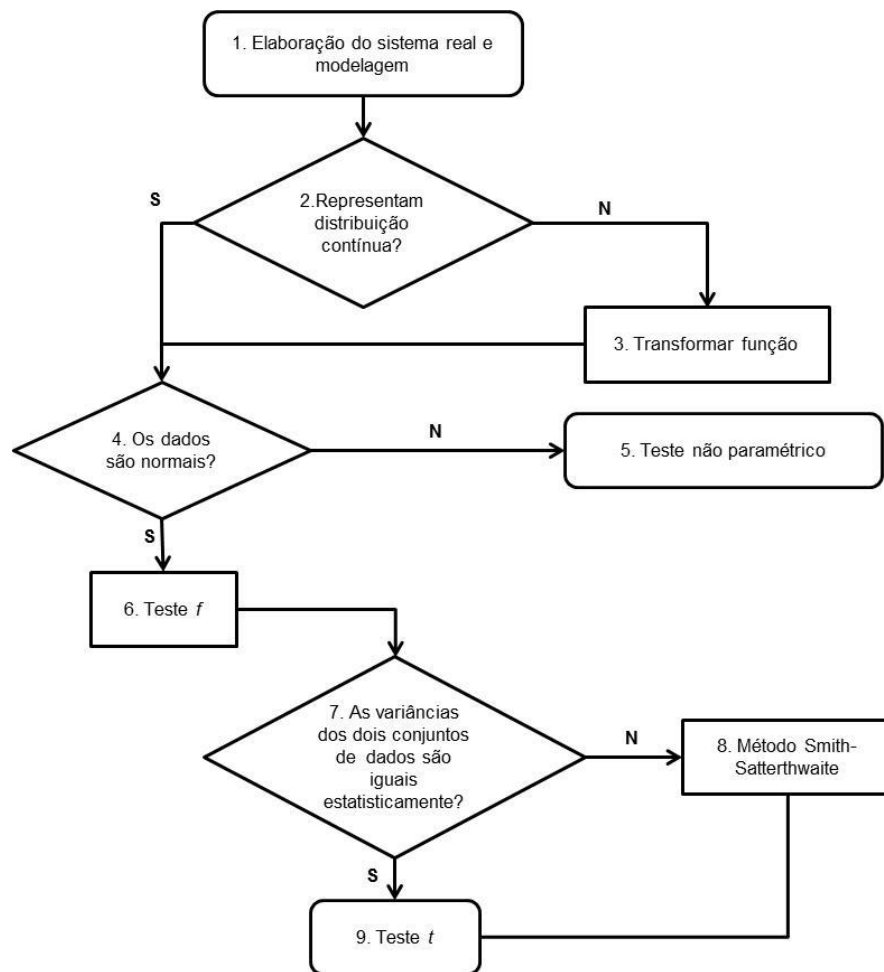 1. Elaboração do sistema real e
modelagem
S
2.Representam
distribuição
contínua?
N
3. Transformar função
4. Os dados
são normais?
N
5. Teste não paramétrico
S
6. Teste f
7. As variâncias
dos dois conjuntos
de dados são
iguais
estatisticamente?
N
8. Método Smith-
Satterthwaite
S
9. Teste t